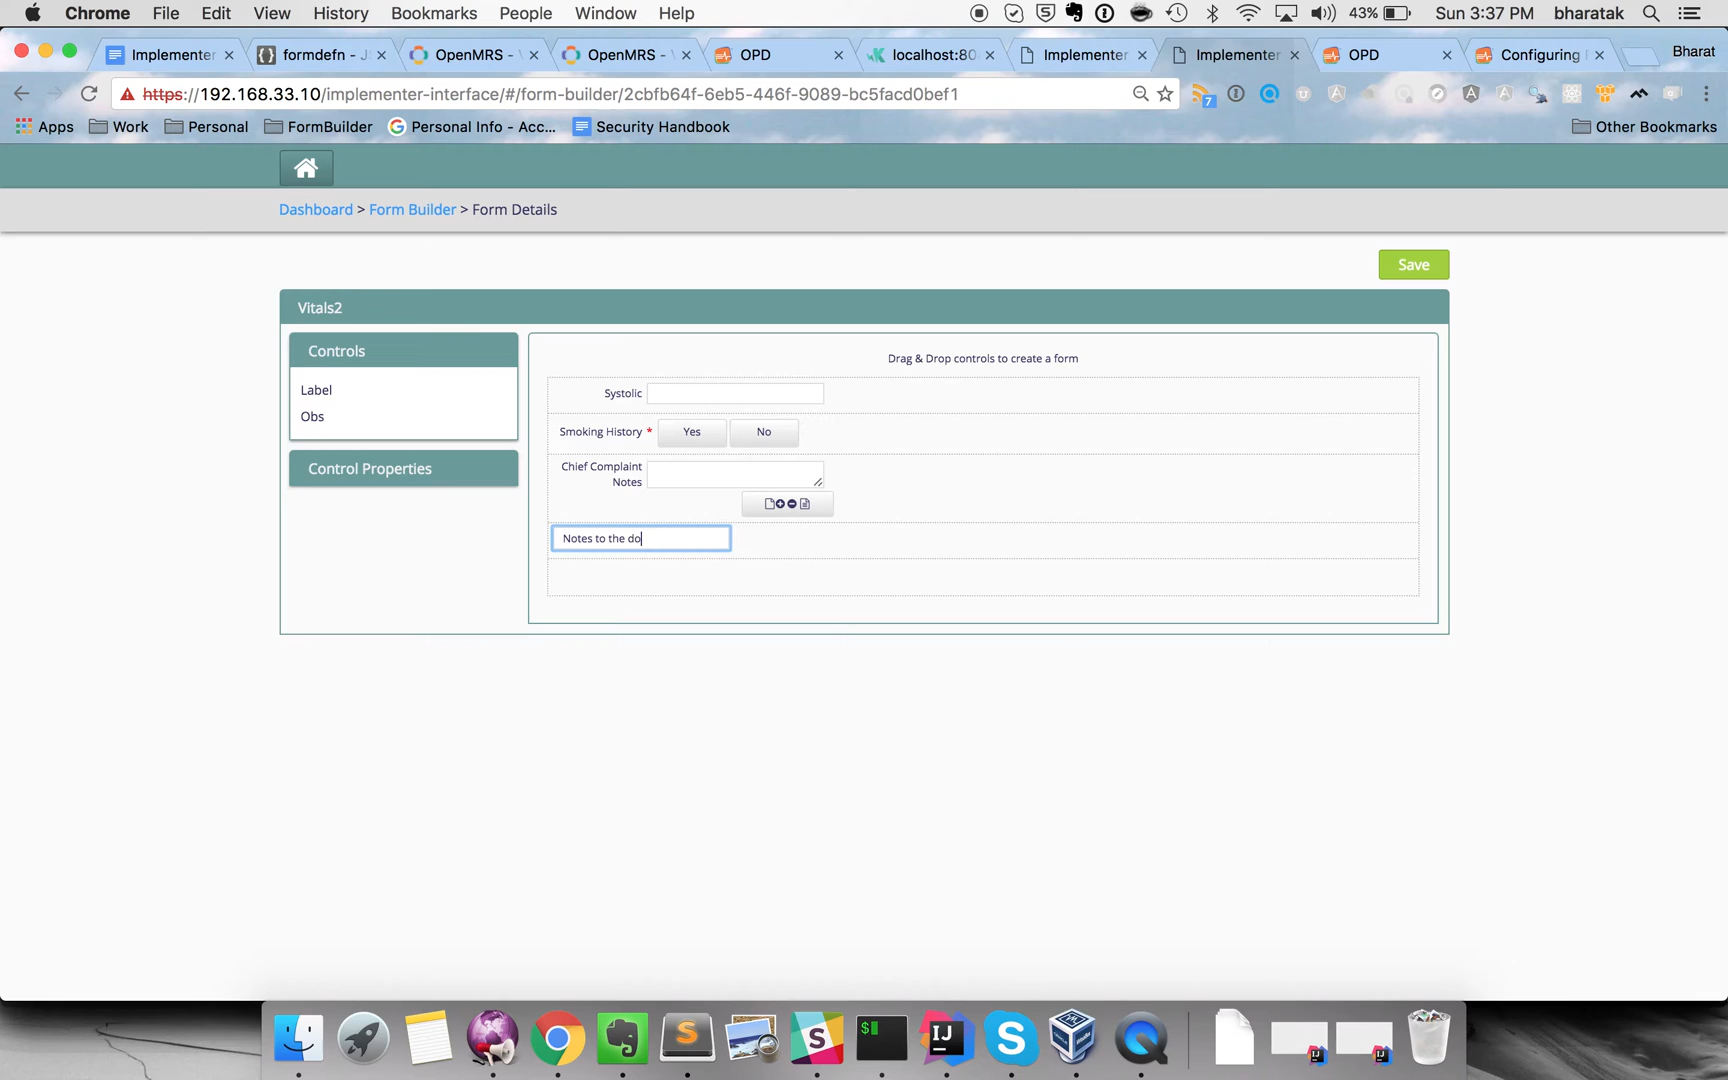 Chrome File Edit View History Bookmarks People Window Help 43% Sun 3:37 PM bharatak
Implementer formdefn - J OpenMRS - OpenMRS - OPD localhost:80 Implementer Implementer OPD Configuring Bharat
https://192.168.33.10/implementer-interface/#/form-builder/2cbfb64f-6eb5-446f-9089-bc5facd0bef1 7
Apps Work Personal FormBuilder Personal Info - Acc... Security Handbook Other Bookmarks
Dashboard > Form Builder > Form Details
Save
Vitals2
Controls
Label
Obs
Control Properties
Drag & Drop controls to create a form
Systolic
Smoking History * Yes No
Chief Complaint
Notes
Notes to the do